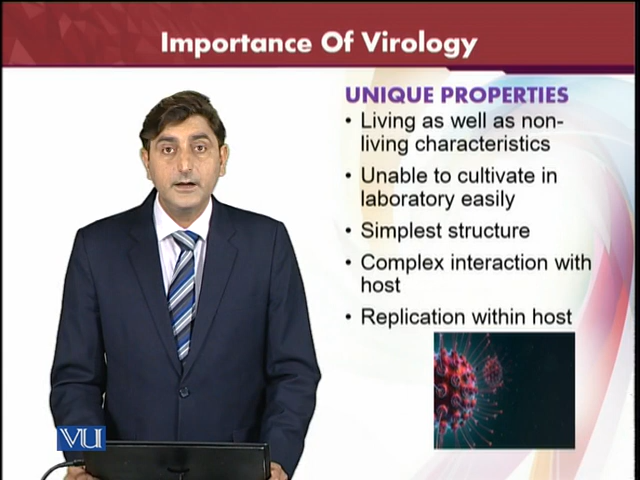 Importance Of Virology
UNIQUE PROPERTIES
• Living as well as non-
living characteristics
• Unable to cultivate in
laboratory easily
• Simplest structure
• Complex interaction with
host
• Replication within host
VU